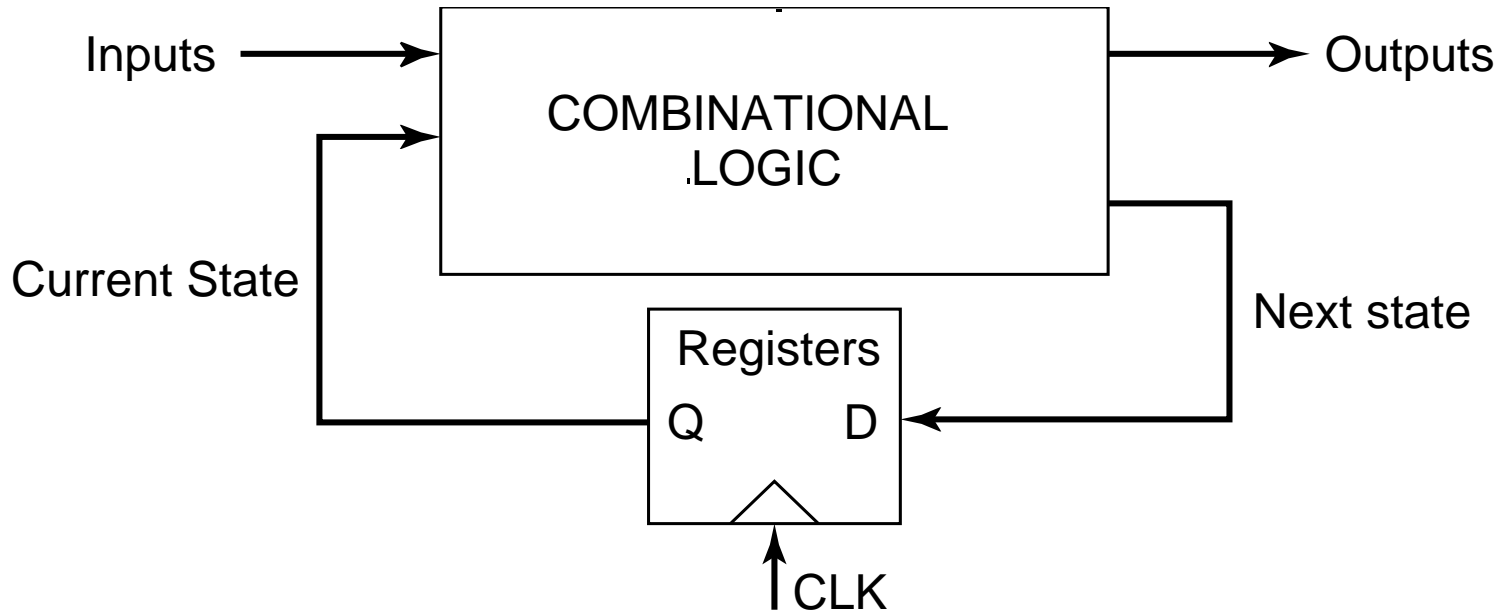 Inputs
Outputs
COMBINATIONAL
LOGIC
Current State
Next state
Registers
Q D
CLK